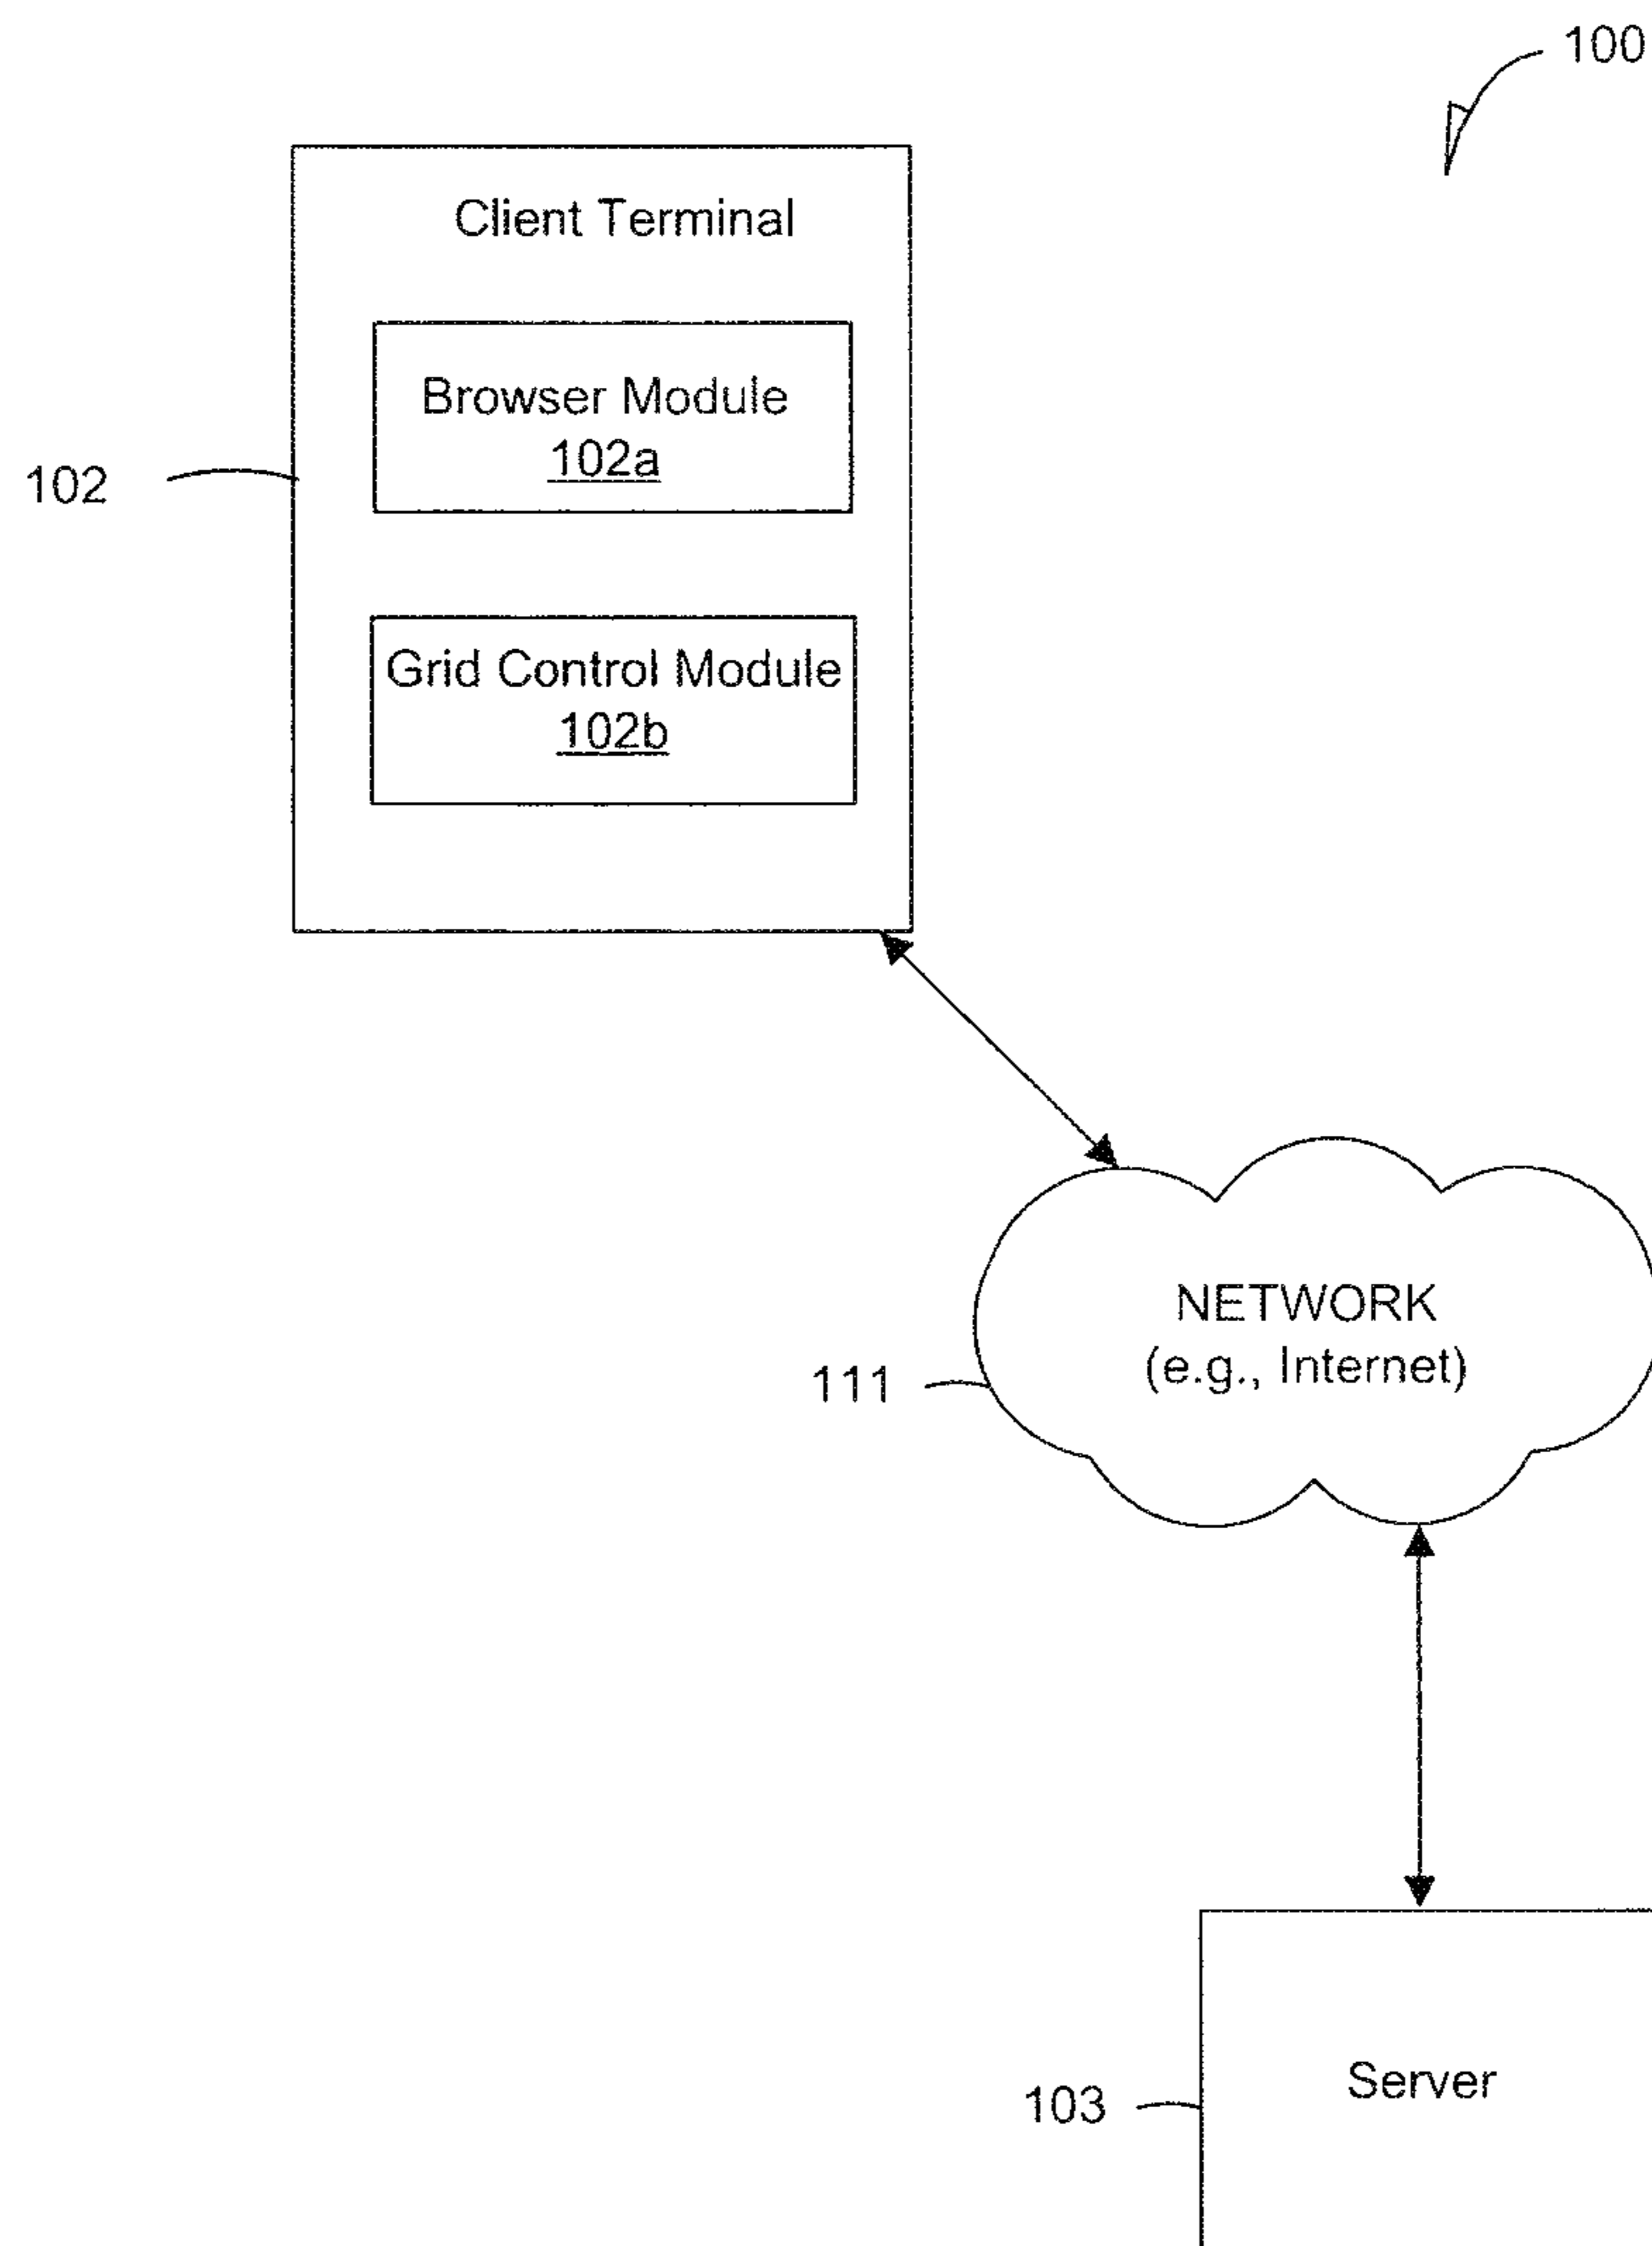 100
Client Terminal
Browser Module
102a
102
Grid Control Module
102b
NETWORK
(e.g., Internet)
111
Server
103